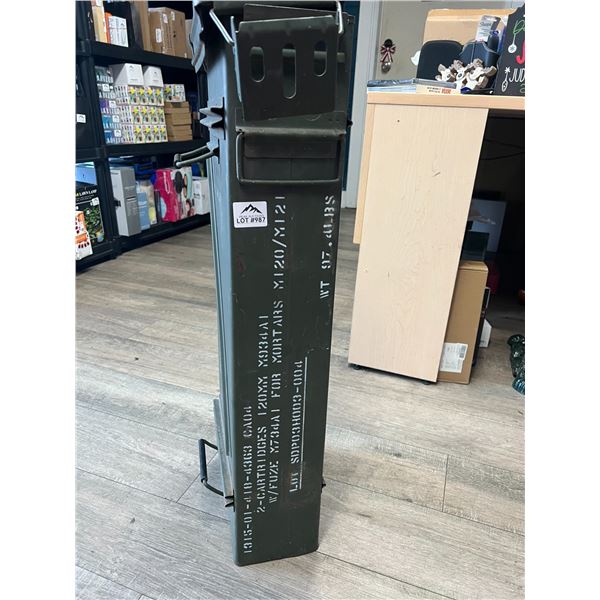 LOT #987
1315-01-418-4363 CA04
2-CARTRIDGES 120MM M934A1
W/FUZE M734A1 FOR MORTARS M120/M121
WT 97.4LBS
LOT SDP03H003-004